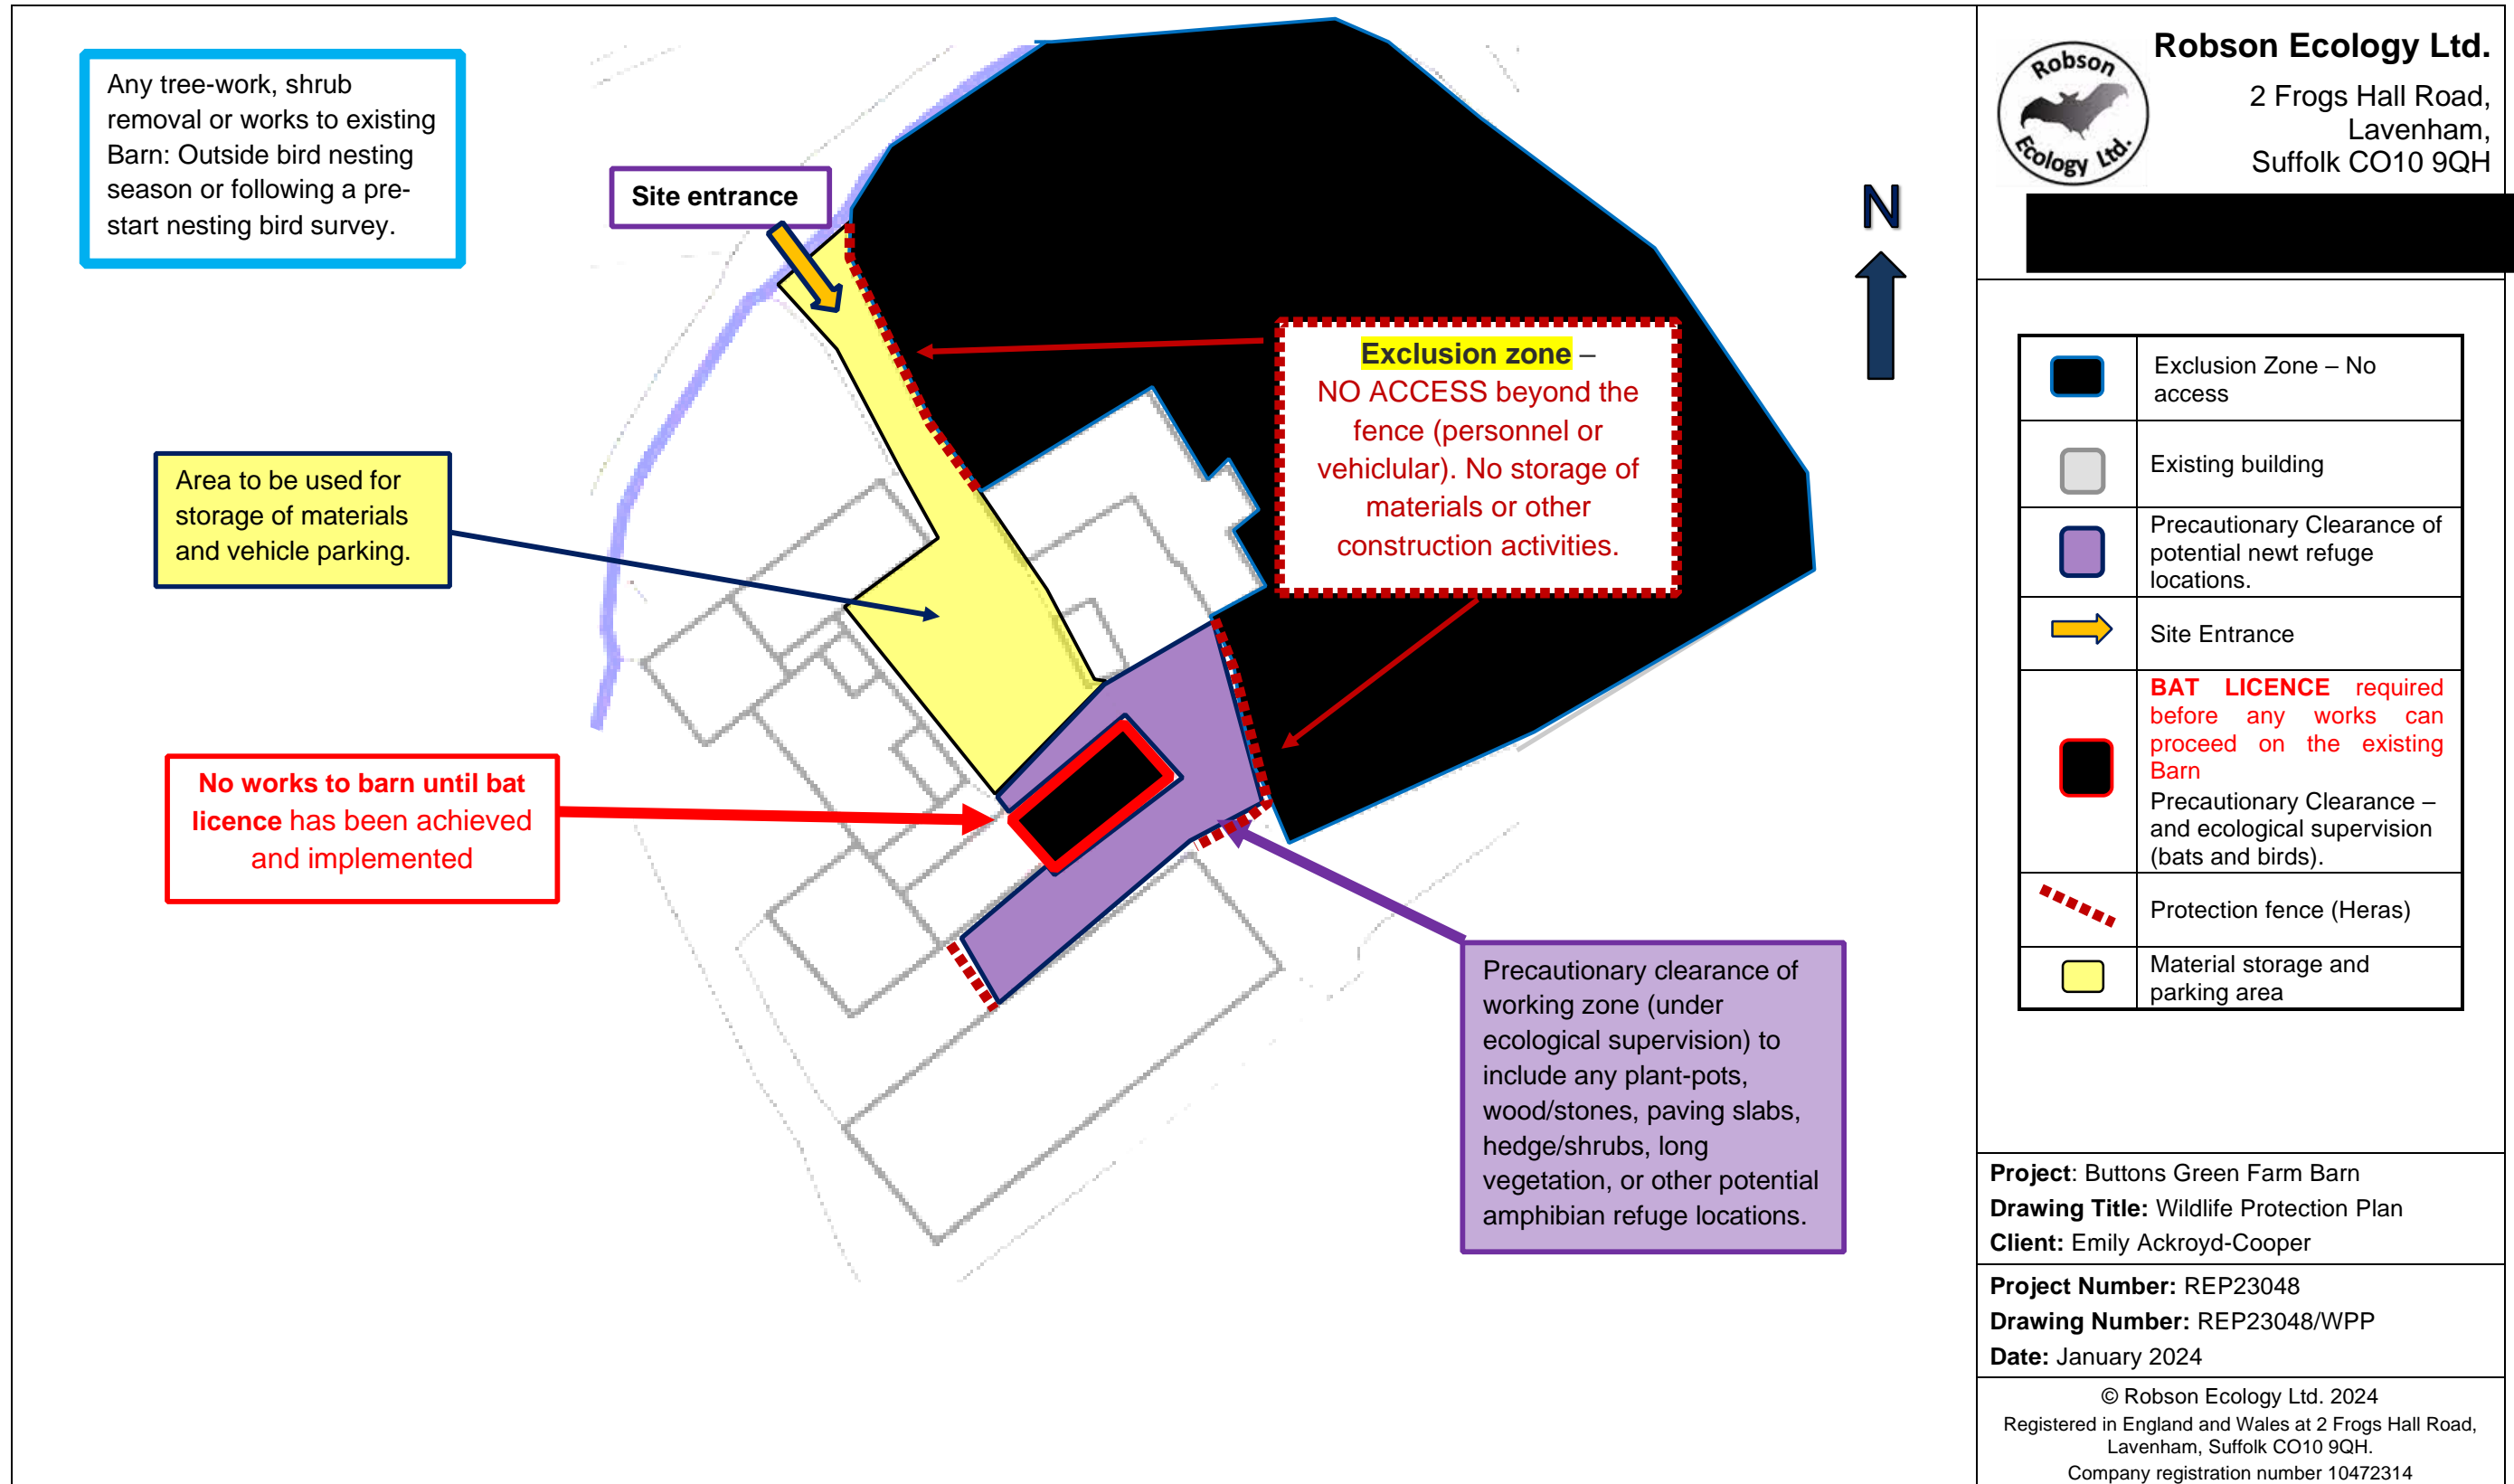 Any tree-work, shrub
removal or works to existing
Barn: Outside bird nesting
season or following a pre-
start nesting bird survey.
Site entrance
N
Exclusion zone –
NO ACCESS beyond the
fence (personnel or
vehiclular). No storage of
materials or other
construction activities.
Area to be used for
storage of materials
and vehicle parking.
No works to barn until bat
licence has been achieved
and implemented
Precautionary clearance of
working zone (under
ecological supervision) to
include any plant-pots,
wood/stones, paving slabs,
hedge/shrubs, long
vegetation, or other potential
amphibian refuge locations.
Robson
Ecology Ltd.
Robson Ecology Ltd.
2 Frogs Hall Road,
Lavenham,
Suffolk CO10 9QH
Exclusion Zone – No
access
Existing building
Precautionary Clearance of
potential newt refuge
locations.
Site Entrance
BAT LICENCE required
before any works can
proceed on the existing
Barn
Precautionary Clearance –
and ecological supervision
(bats and birds).
Protection fence (Heras)
Material storage and
parking area
Project: Buttons Green Farm Barn
Drawing Title: Wildlife Protection Plan
Client: Emily Ackroyd-Cooper
Project Number: REP23048
Drawing Number: REP23048/WPP
Date: January 2024
© Robson Ecology Ltd. 2024
Registered in England and Wales at 2 Frogs Hall Road,
Lavenham, Suffolk CO10 9QH.
Company registration number 10472314